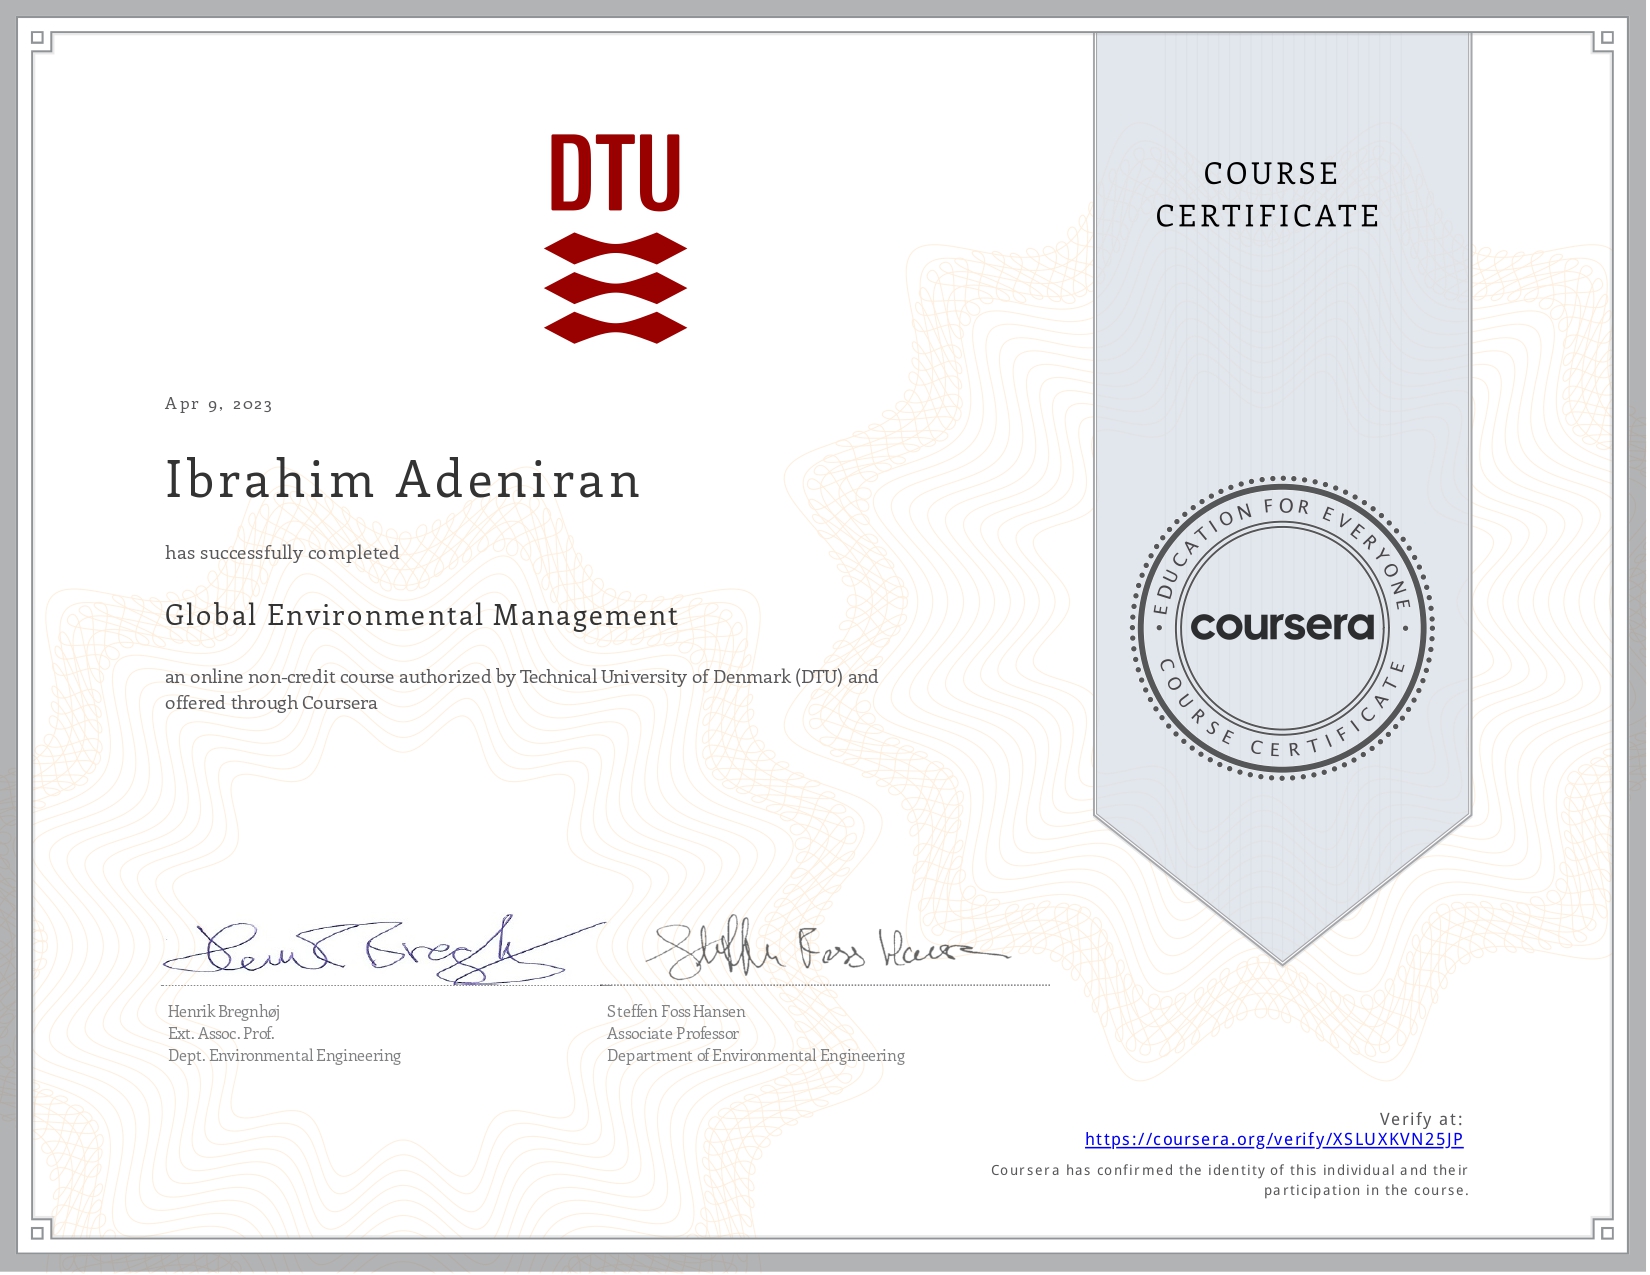 DTU
COURSE
CERTIFICATE
Apr 9, 2023
Ibrahim Adeniran
has successfully completed
Global Environmental Management
an online non-credit course authorized by Technical University of Denmark (DTU) and
offered through Coursera
• EDUCATION FOR EVERYONE •
coursera
COURSE CERTIFICATE
Henrik Bregnhøj
Ext. Assoc. Prof.
Dept. Environmental Engineering
Steffen Foss Hansen
Steffen Foss Hansen
Associate Professor
Department of Environmental Engineering
Verify at:
https://coursera.org/verify/XSLUXKVN25JP
Coursera has confirmed the identity of this individual and their
participation in the course.